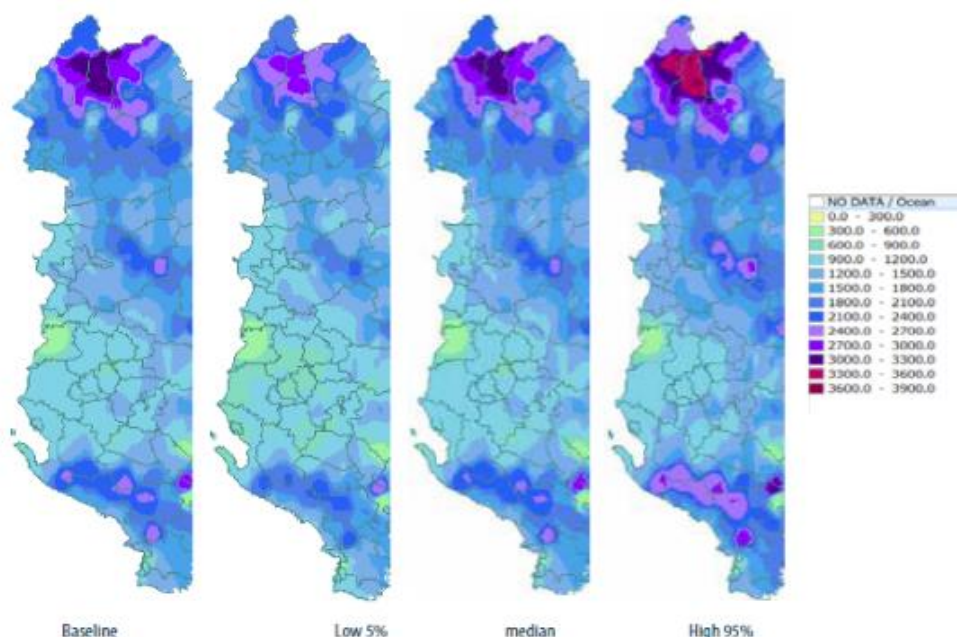 NO DATA / Ocean
0.0 - 300.0
300.0 - 600.0
600.0 - 900.0
900.0 - 1200.0
1200.0 - 1500.0
1500.0 - 1800.0
1800.0 - 2100.0
2100.0 - 2400.0
2400.0 - 2700.0
2700.0 - 3000.0
3000.0 - 3300.0
3300.0 - 3600.0
3600.0 - 3900.0
Baseline Low 5% median High 95%